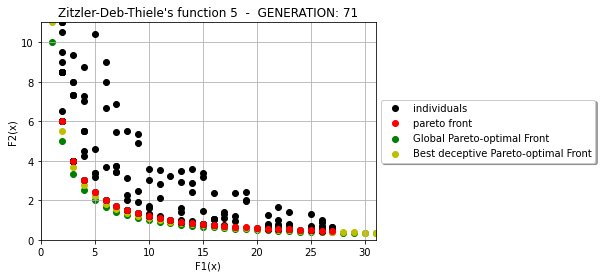 Zitzler-Deb-Thiele's function 5 - GENERATION: 71
10
8
6
4
2
0
F2(x)
0 5 10 15 20 25 30
F1(x)
individuals
pareto front
Global Pareto-optimal Front
Best deceptive Pareto-optimal Front